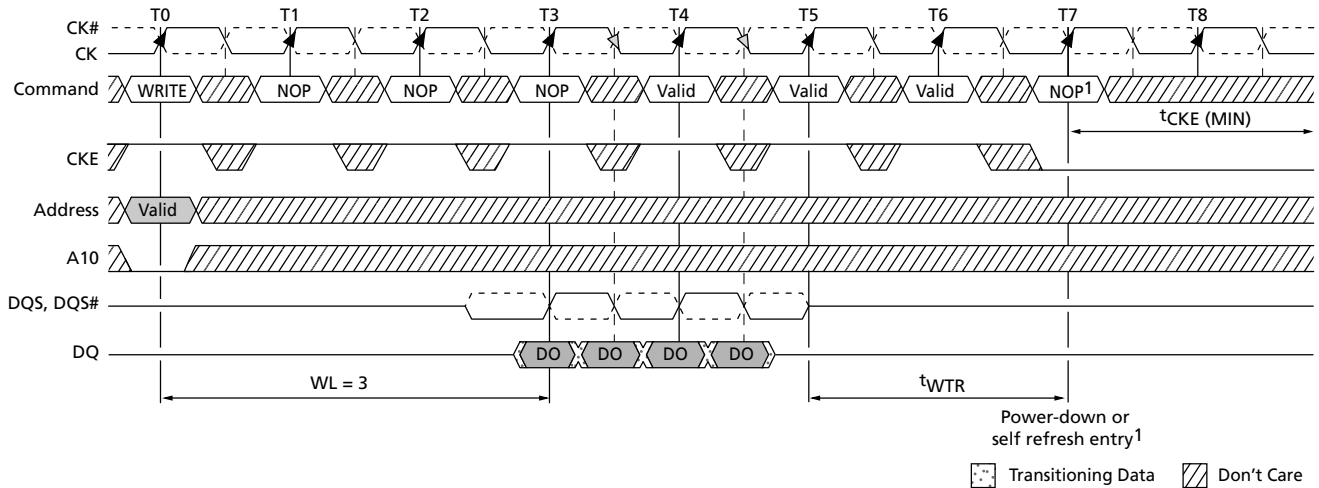 T0 T1 T2 T3 T4 T5 T6 T7 T8
CK#
CK
Command WRITE NOP NOP NOP Valid Valid Valid NOP1
tCKE (MIN)
CKE
Address Valid
A10
DQS, DQS#
DQ DO DO DO DO
WL = 3 tWTR
Power-down or
self refresh entry1
Transitioning Data Don't Care